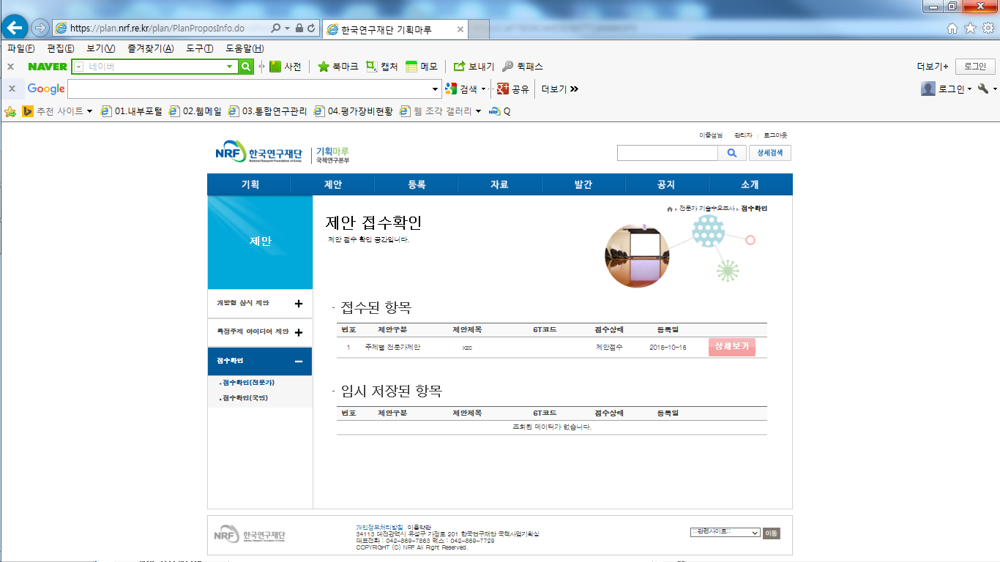 https://plan.nrf.re.kr/plan/PlanProposInfo.do
한국연구재단 기획마루
파일(F) 편집(E) 보기(V) 즐겨찾기(A) 도구(T) 도움말(H)
NAVER 네이버 사전 북마크 캡처 메모 보내기 퀵패스 더보기+ 로그인
Google 검색 공유 더보기 로그인
추천 사이트 01.내부포털 02.웹메일 03.통합연구관리 04.평가장비현황 웹 조각 갤러리 NRF Q
이중섭님 관리자 로그아웃
NRF 한국연구재단 National Research Foundation of Korea 기획마루 국책연구본부
상세검색
기획 제안 등록 자료 발간 공지 소개
전문가 기술수요조사 접수확인
제안
제안 접수확인
제안 접수 확인 공간입니다.
개방형 상시 제안
특정주제 아이디어 제안
접수확인
접수확인(전문가)
접수확인(국민)
- 접수된 항목
번호 제안구분 제안제목 6T코드 접수상태 등록일
1 주제별 전문가제안 xzc 제안접수 2016-10-16 상세보기
- 임시 저장된 항목
번호 제안구분 제안제목 6T코드 접수상태 등록일
조회된 데이터가 없습니다.
NRF 한국연구재단 National Research Foundation of Korea
개인정보처리방침 이용약관
34113 대전광역시 유성구 가정로 201 한국연구재단 국책사업기획실
대표전화 : 042-869-7863 팩스 : 042-869-7729
COPYRIGHT (C) NRF All Right Reserved.
::관련사이트:: 이동